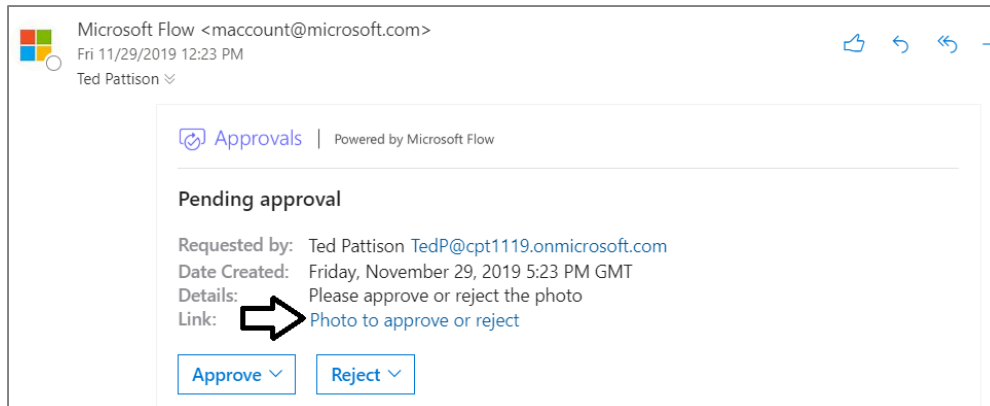 Microsoft Flow <maccount@microsoft.com>
Fri 11/29/2019 12:23 PM
Ted Pattison
Approvals | Powered by Microsoft Flow
Pending approval
Requested by: Ted Pattison TedP@cpt1119.onmicrosoft.com
Date Created: Friday, November 29, 2019 5:23 PM GMT
Details: Please approve or reject the photo
Link: Photo to approve or reject
Approve Reject